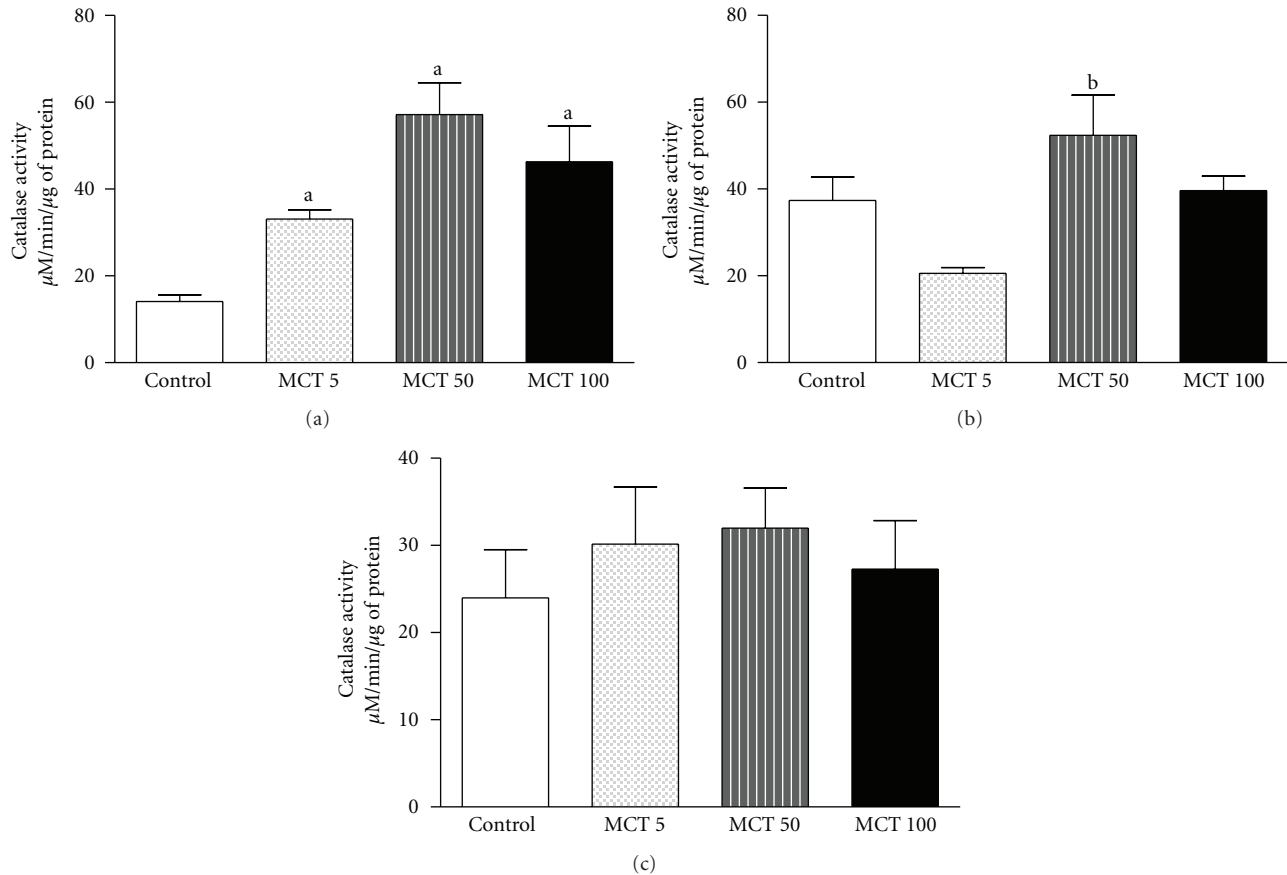 80
60
40
20
0
Catalase activity
μM/min/μg of protein
a
a
a
Control
MCT 5
MCT 50
MCT 100
(a)
80
60
40
20
0
Catalase activity
μM/min/μg of protein
b
Control
MCT 5
MCT 50
MCT 100
(b)
40
30
20
10
0
Catalase activity
μM/min/μg of protein
Control
MCT 5
MCT 50
MCT 100
(c)